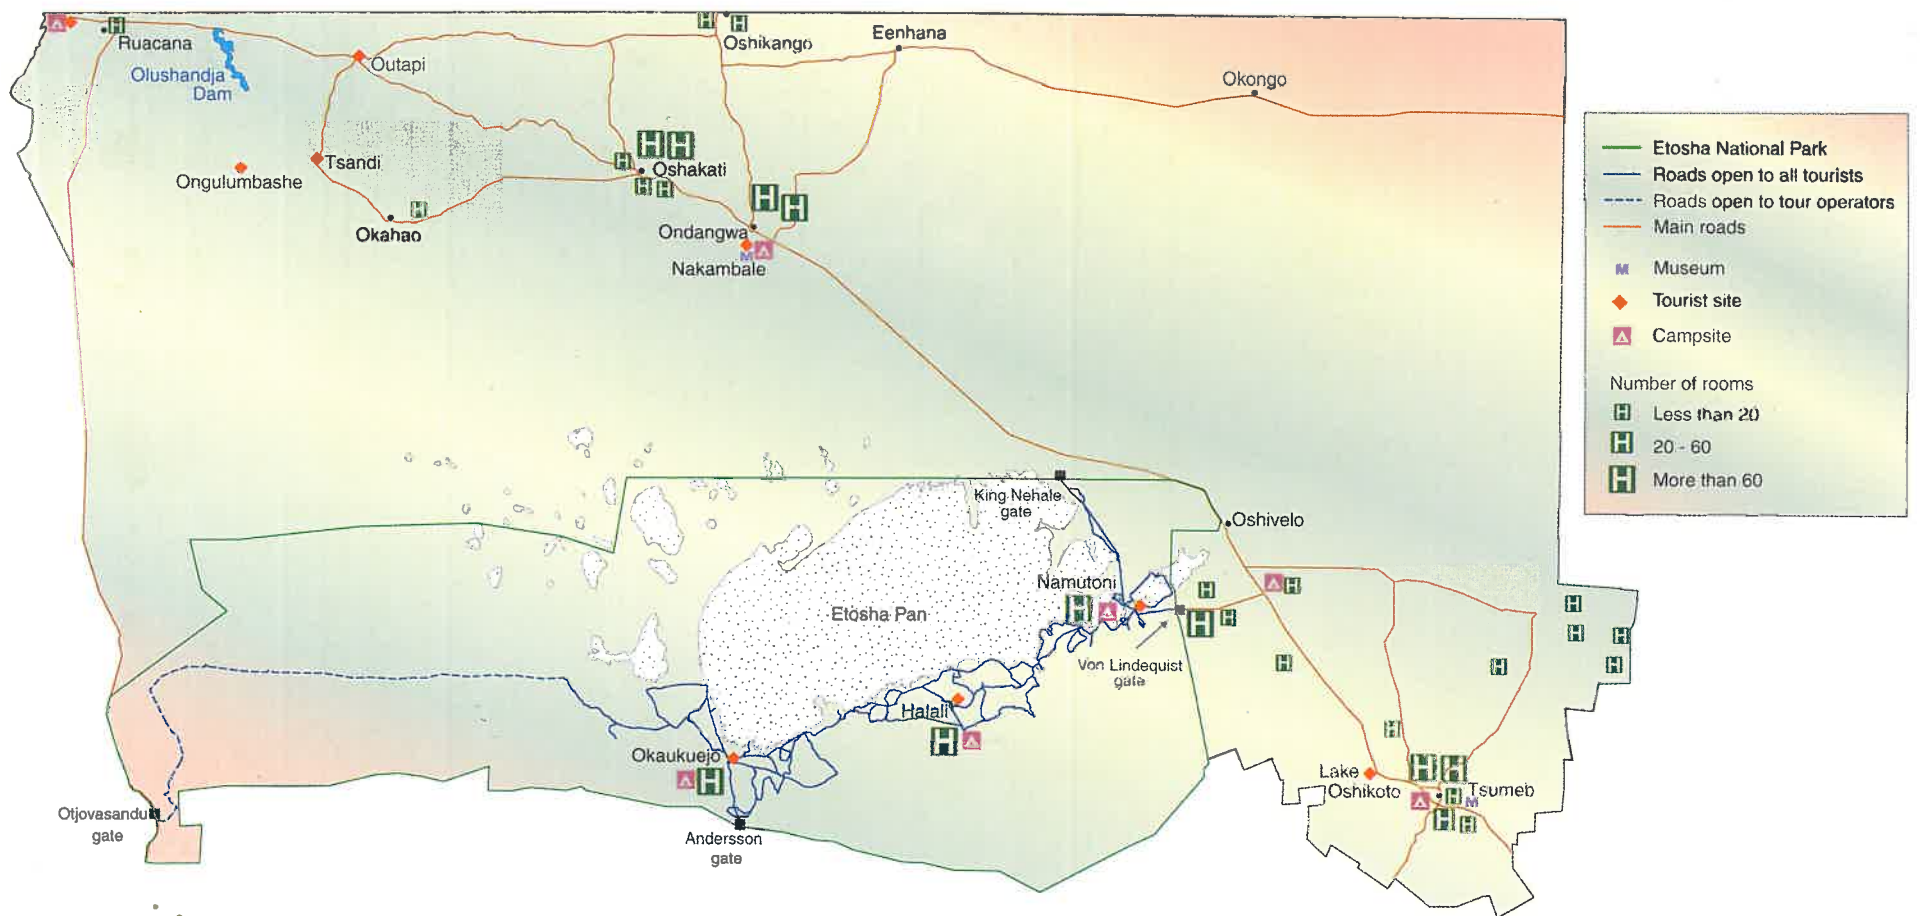 Ruacana
Olushandja
Dam
Outapi
Oshikango
Eenhana
Okongo
Ongulumbashe
Tsandi
Okahao
Oshakati
Ondangwa
M
Nakambale
King Nehale
gate
Oshivelo
Namutoni
Etosha Pan
Von Lindequist
gate
Halali
Okaukuejo
Otjovasandu
gate
Andersson
gate
Lake
Oshikoto
Tsumeb
M
Etosha National Park
Roads open to all tourists
Roads open to tour operators
Main roads
M Museum
Tourist site
Campsite
Number of rooms
H Less than 20
H 20 - 60
H More than 60